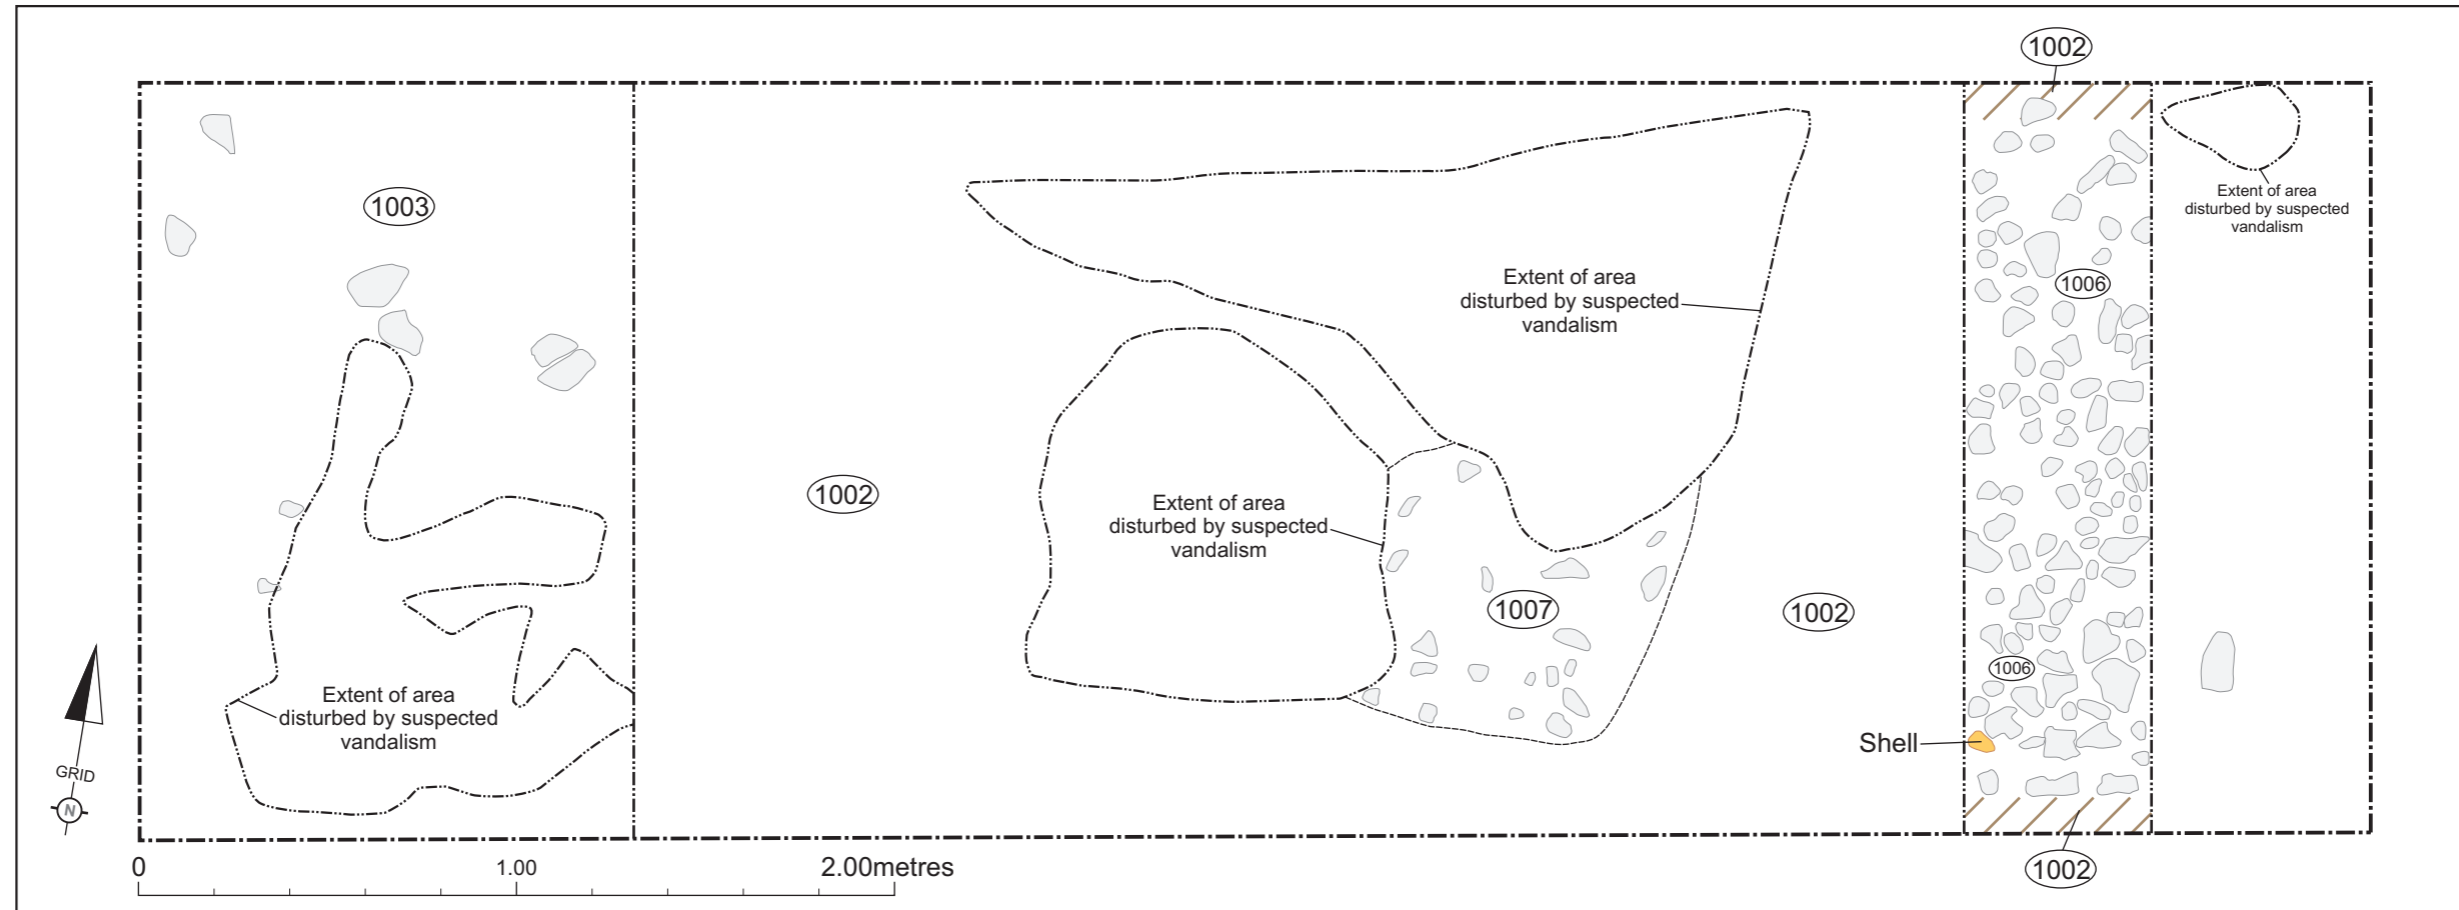 1002
1003
Extent of area
disturbed by suspected
vandalism
Extent of area
disturbed by suspected
vandalism
1006
1002
Extent of area
disturbed by suspected
vandalism
1007
1002
1006
Extent of area
disturbed by suspected
vandalism
Shell
GRID
N
0
1.00
2.00metres
1002